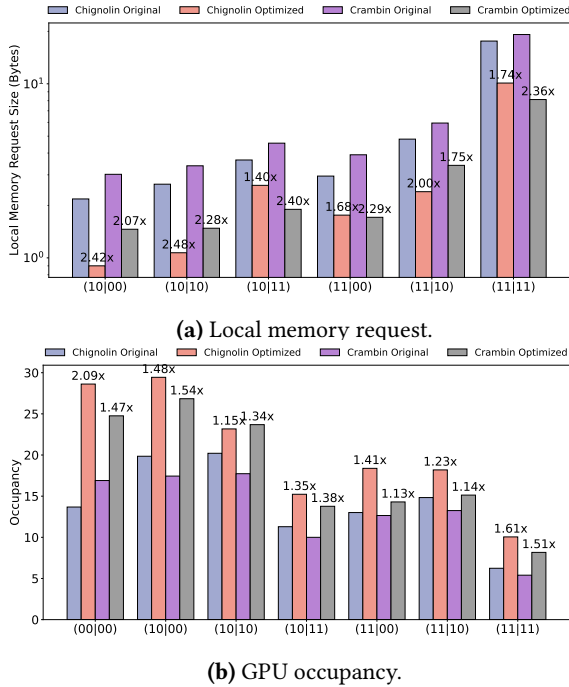 Chignolin Original Chignolin Optimized Crambin Original Crambin Optimized
Local Memory Request Size (Bytes)
10¹
10⁰
2.42x 2.07x 2.48x 2.28x 1.40x 2.40x 1.68x 2.29x 2.00x 1.75x 1.74x 2.36x
(10|00) (10|10) (10|11) (11|00) (11|10) (11|11)
(a) Local memory request.
Chignolin Original Chignolin Optimized Crambin Original Crambin Optimized
Occupancy
30
25
20
15
10
5
0
2.09x 1.47x 1.48x 1.54x 1.15x 1.34x 1.35x 1.38x 1.41x 1.13x 1.23x 1.14x 1.61x 1.51x
(00|00) (10|00) (10|10) (10|11) (11|00) (11|10) (11|11)
(b) GPU occupancy.